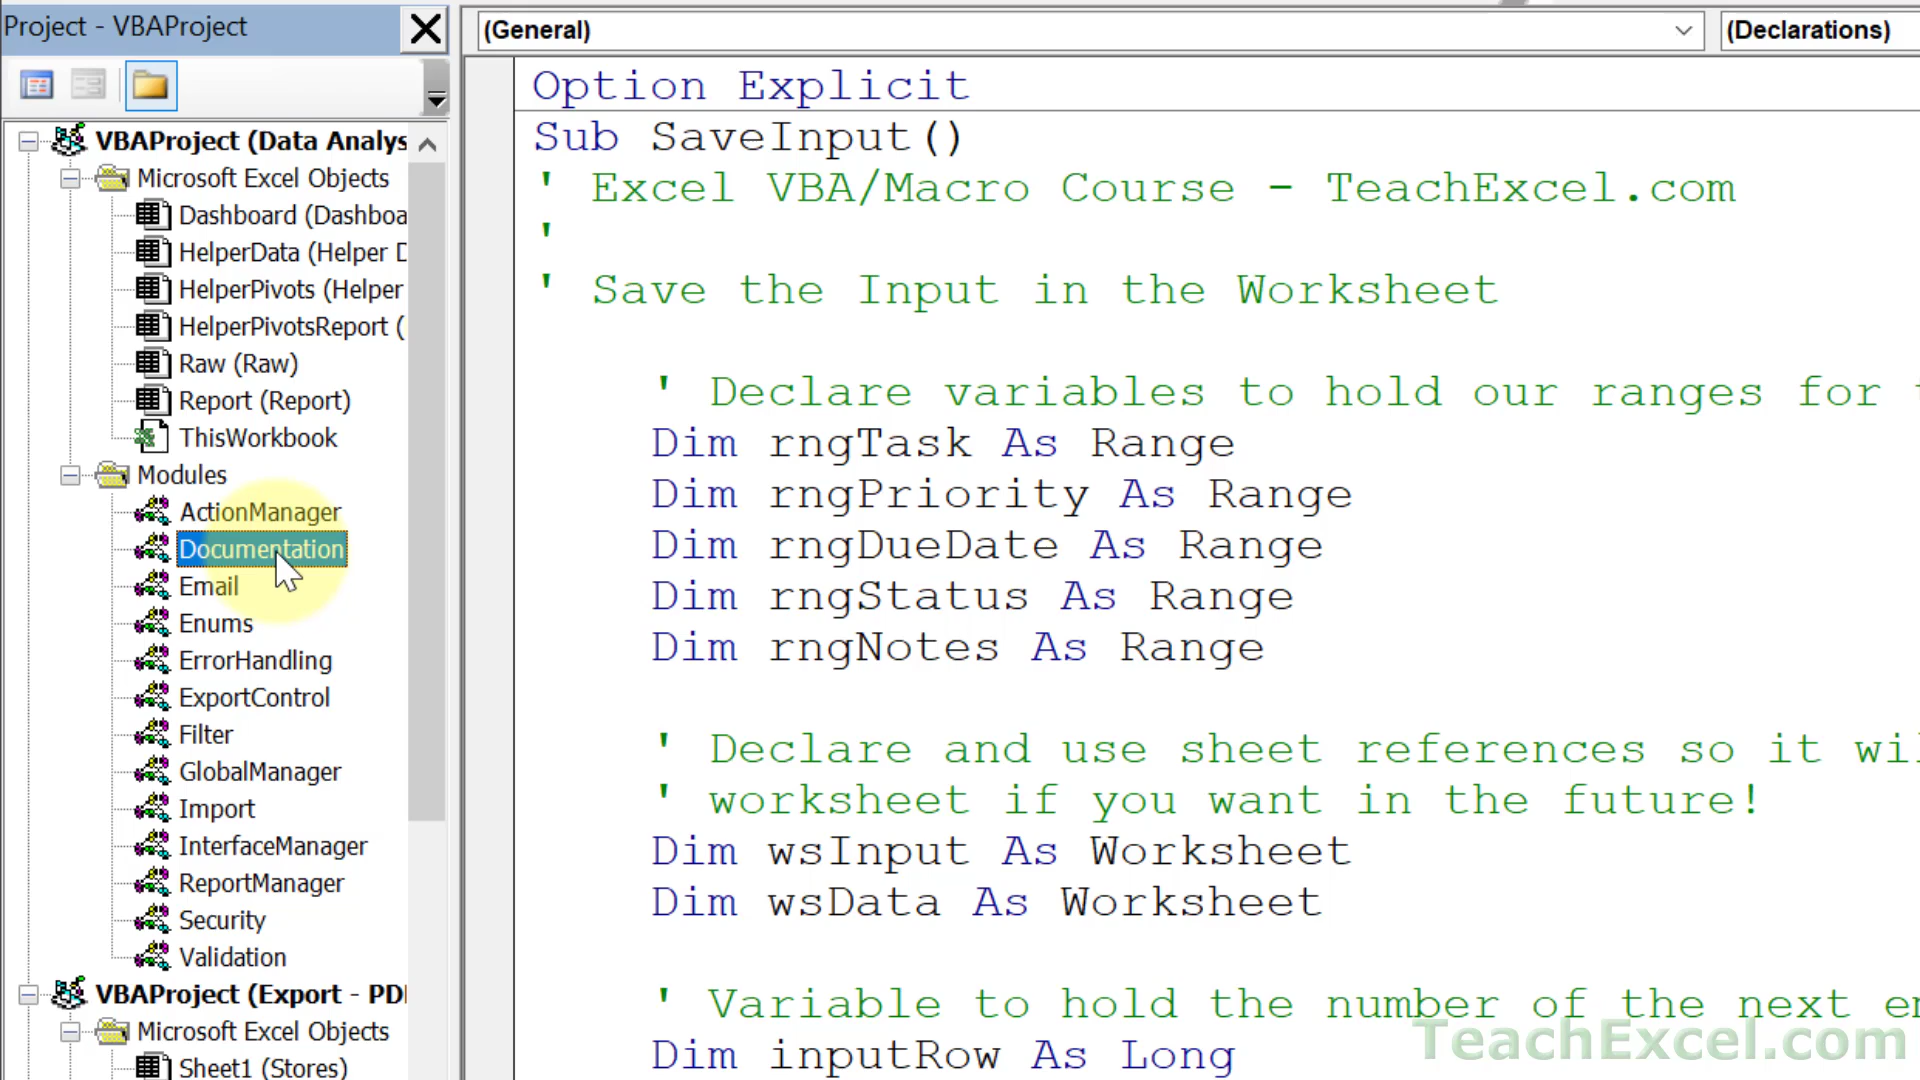 Project - VBAProject
VBAProject (Data Analys
Microsoft Excel Objects
Dashboard (Dashboa
HelperData (Helper D
HelperPivots (Helper
HelperPivotsReport (
Raw (Raw)
Report (Report)
ThisWorkbook
Modules
ActionManager
Documentation
Email
Enums
ErrorHandling
ExportControl
Filter
GlobalManager
Import
InterfaceManager
ReportManager
Security
Validation
VBAProject (Export - PDF
Microsoft Excel Objects
Sheet1 (Stores)
(General)
(Declarations)
Option Explicit
Sub SaveInput()
' Excel VBA/Macro Course - TeachExcel.com
'
' Save the Input in the Worksheet
' Declare variables to hold our ranges for t
Dim rngTask As Range
Dim rngPriority As Range
Dim rngDueDate As Range
Dim rngStatus As Range
Dim rngNotes As Range
' Declare and use sheet references so it wil
' worksheet if you want in the future!
Dim wsInput As Worksheet
Dim wsData As Worksheet
' Variable to hold the number of the next em
Dim inputRow As Long
TeachExcel.com